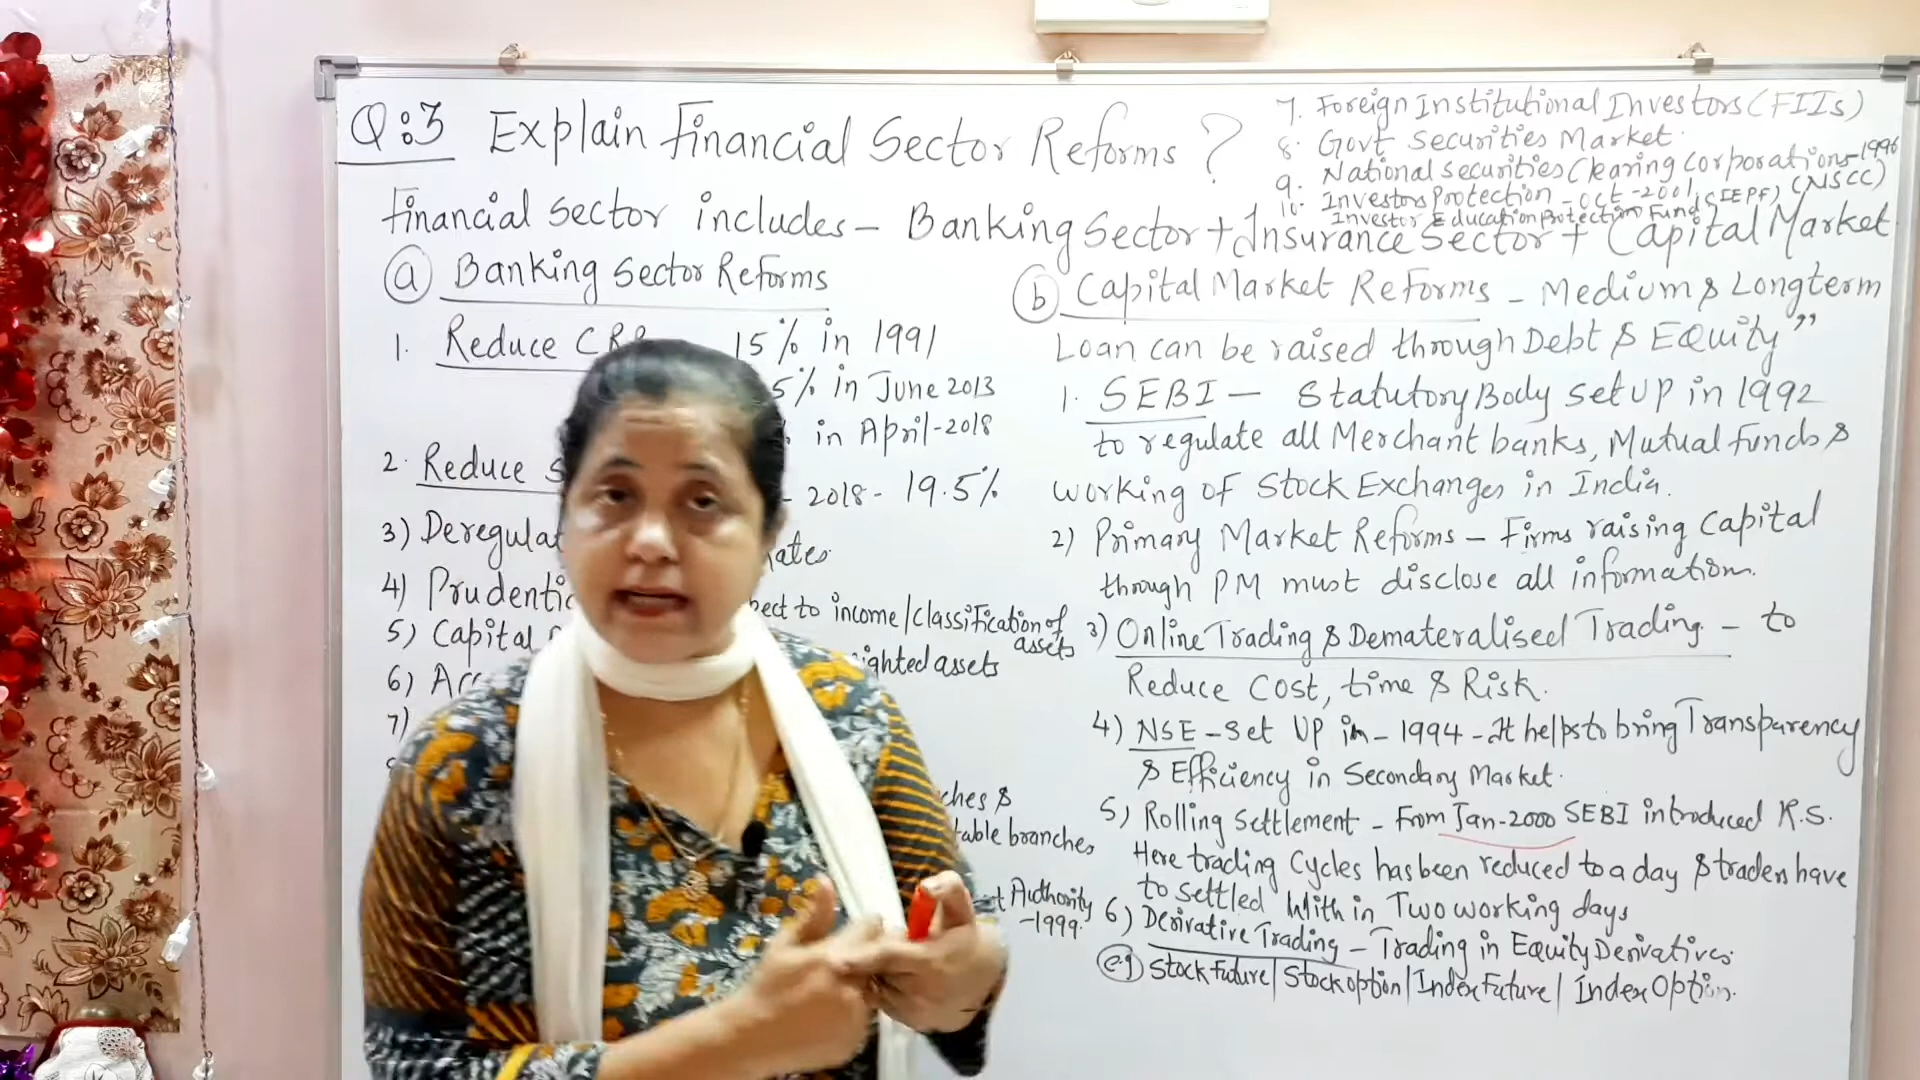 Q:3 Explain Financial Sector Reforms ?
Financial sector includes - Banking Sector + Insurance Sector + Capital Market
(a) Banking Sector Reforms
1. Reduce CRR 15% in 1991
5% in June 2013
in April-2018
2. Reduce
2018 - 19.5%
3)
4)
to income/classification of
assets
5) Capital
assets
6)
7)
&
branches
Authority
-1999.
7. Foreign Institutional Investors (FIIs)
8. Govt Securities Market.
9. National Securities Clearing Corporation-1996
(NSCC)
10. Investors Protection - Oct-2001 (IEPF)
Investor Education Protection Fund
(b) Capital Market Reforms - Medium & Longterm
Loan can be raised through Debt & Equity"
1. SEBI - Statutory Body set up in 1992
to regulate all Merchant banks, Mutual funds &
working of Stock Exchanges in India.
2) Primary Market Reforms - Firms raising Capital
through PM must disclose all information.
3) Online Trading & Demateralised Trading. - to
Reduce Cost, time & Risk.
4) NSE - Set Up in - 1994 - It helps to bring Transparency
& Efficiency in Secondary Market.
5) Rolling Settlement - From Jan-2000 SEBI introduced R.S.
Here trading Cycles has been reduced to a day & traders have
to settled With in Two working days
6) Derivative Trading - Trading in Equity Derivatives.
(e.g) Stock Future/Stock option/Index Future/ Index Option.